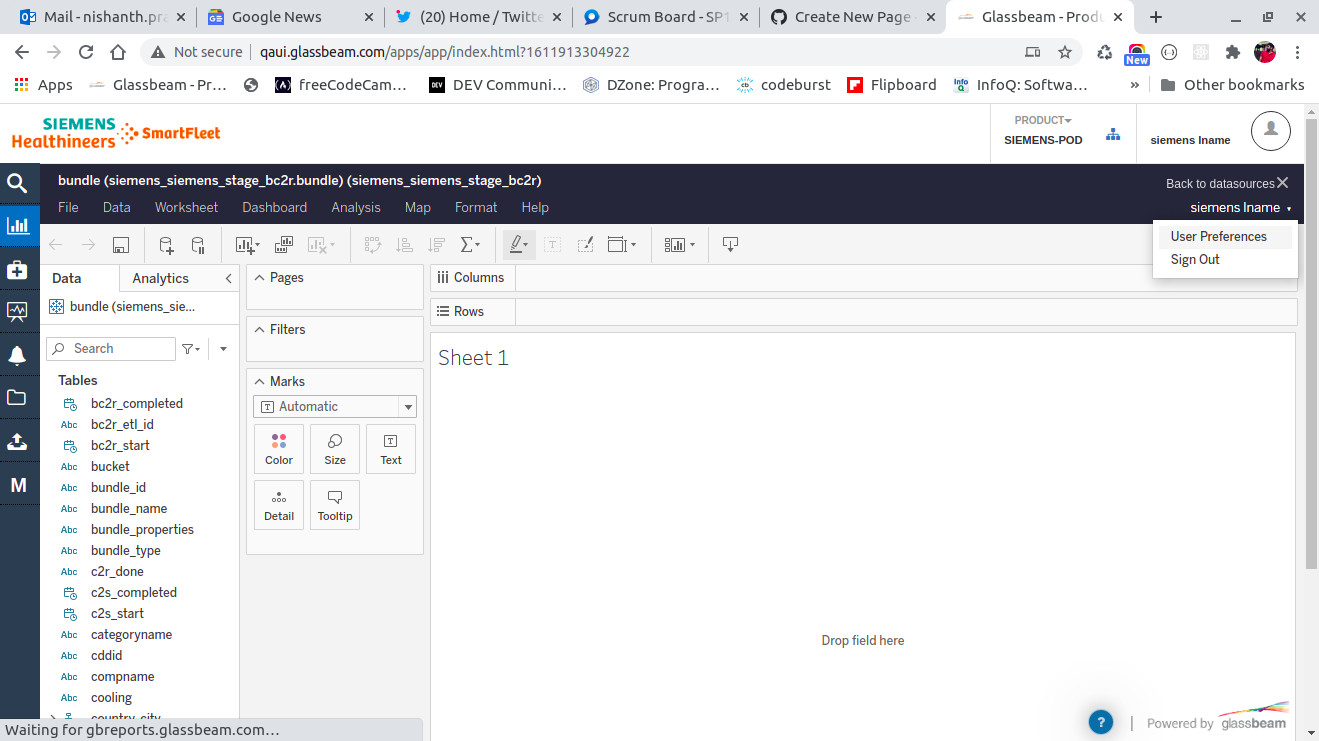 Mail - nishanth.pra
Google News
(20) Home / Twitte
Scrum Board - SP1
Create New Page
Glassbeam - Produ
Not secure
qaui.glassbeam.com/apps/app/index.html?1611913304922
New
Apps
Glassbeam - Pr…
freeCodeCam…
DEV
DEV Communi…
DZone: Progra…
cb
codeburst
Flipboard
Info Q
InfoQ: Softwa…
»
Other bookmarks
SIEMENS
Healthineers
SmartFleet
PRODUCT
SIEMENS-POD
siemens lname
bundle (siemens_siemens_stage_bc2r.bundle) (siemens_siemens_stage_bc2r)
Back to datasources
File Data Worksheet Dashboard Analysis Map Format Help
siemens lname
User Preferences
Sign Out
Data
Analytics
bundle (siemens_sie...
Search
Tables
bc2r_completed
Abc bc2r_etl_id
bc2r_start
Abc bucket
Abc bundle_id
Abc bundle_name
Abc bundle_properties
Abc bundle_type
Abc c2r_done
c2s_completed
c2s_start
Abc categoryname
Abc cddid
Abc compname
Abc cooling
country_city
M
Pages
Filters
Marks
T Automatic
Color
Size
T
Text
Detail
Tooltip
Columns
Rows
Sheet 1
Drop field here
?
Powered by glassbeam
Waiting for gbreports.glassbeam.com…